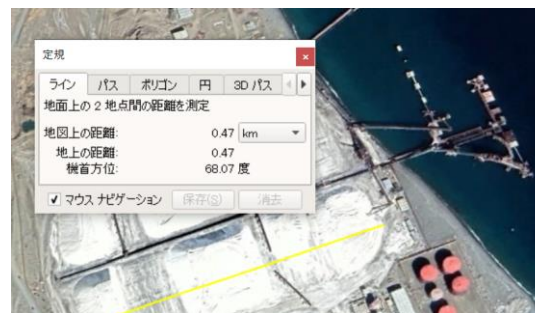 定規
ライン パス ポリゴン 円 3D パス
地面上の 2 地点間の距離を測定
地図上の距離: 0.47 km
地上の距離: 0.47
機首方位: 68.07 度
マウス ナビゲーション 保存(S) 消去